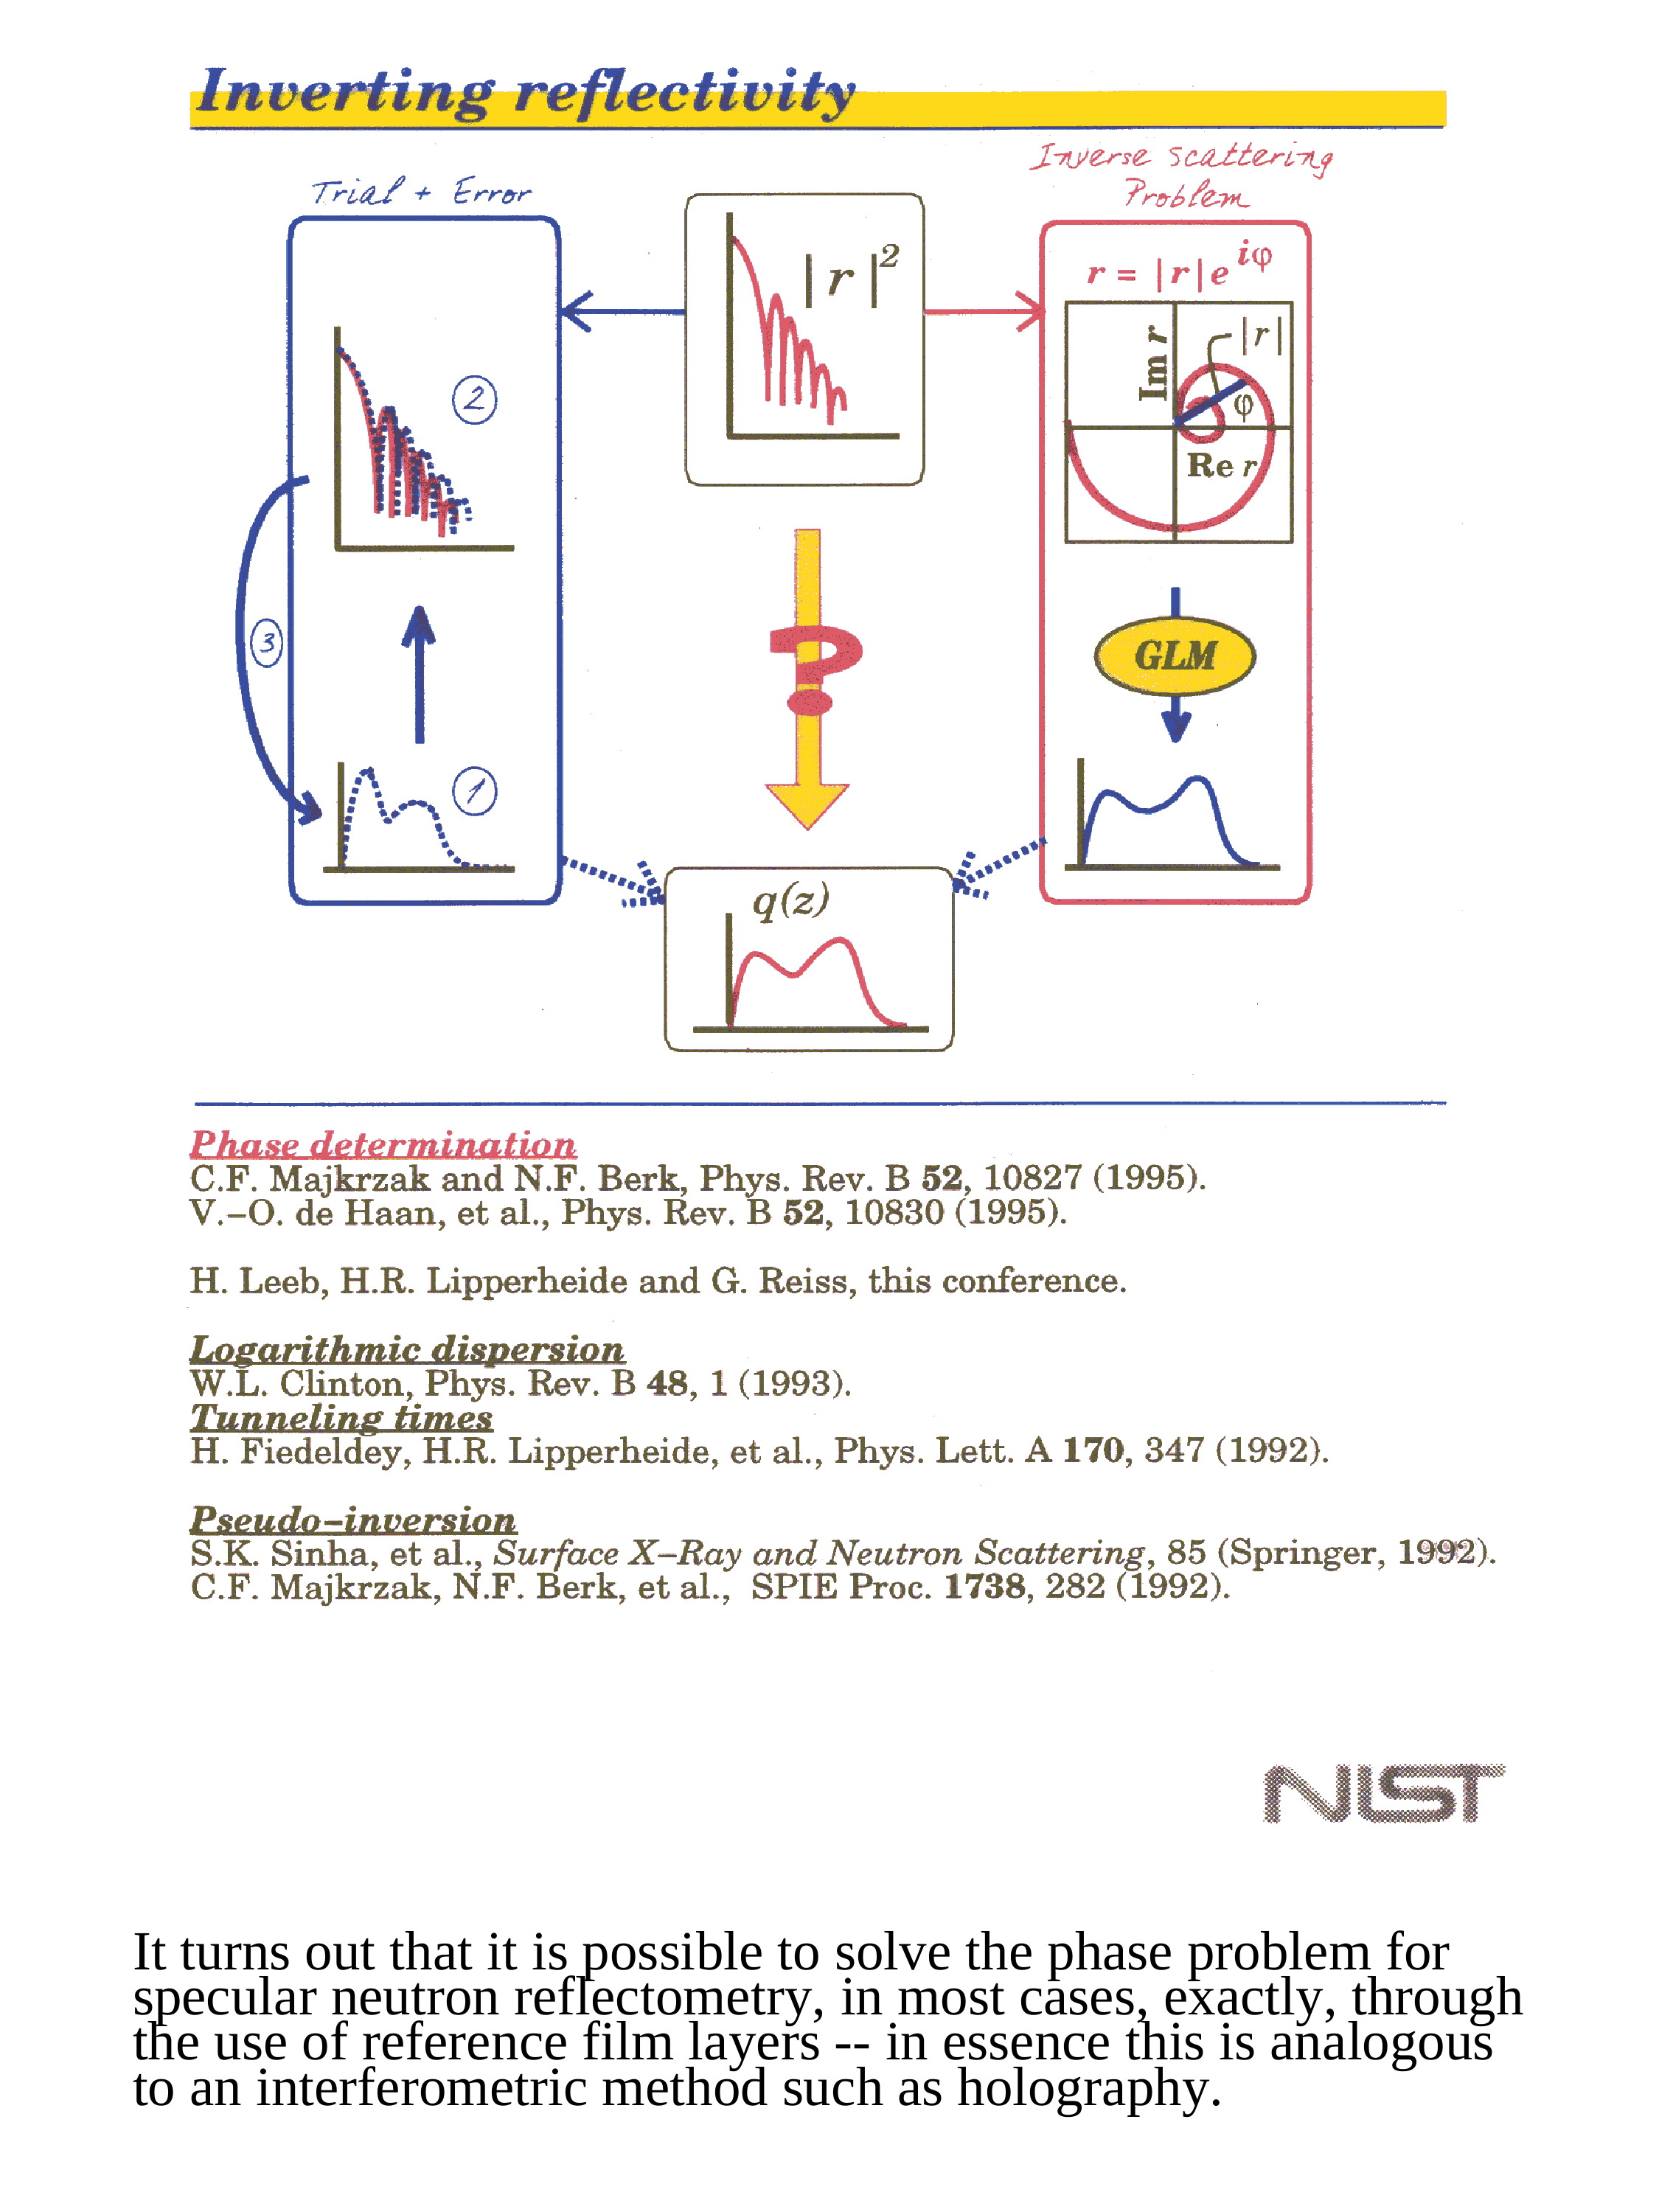 Inverting reflectivity
Trial + Error
Inverse Scattering
Problem
|r|²
r = |r|e^{iφ}
Im r
|r|
φ
Re r
2
3
1
?
GLM
q(z)
Phase determination
C.F. Majkrzak and N.F. Berk, Phys. Rev. B 52, 10827 (1995).
V.–O. de Haan, et al., Phys. Rev. B 52, 10830 (1995).
H. Leeb, H.R. Lipperheide and G. Reiss, this conference.
Logarithmic dispersion
W.L. Clinton, Phys. Rev. B 48, 1 (1993).
Tunneling times
H. Fiedeldey, H.R. Lipperheide, et al., Phys. Lett. A 170, 347 (1992).
Pseudo–inversion
S.K. Sinha, et al., Surface X–Ray and Neutron Scattering, 85 (Springer, 1992).
C.F. Majkrzak, N.F. Berk, et al., SPIE Proc. 1738, 282 (1992).
NIST
It turns out that it is possible to solve the phase problem for
specular neutron reflectometry, in most cases, exactly, through
the use of reference film layers -- in essence this is analogous
to an interferometric method such as holography.